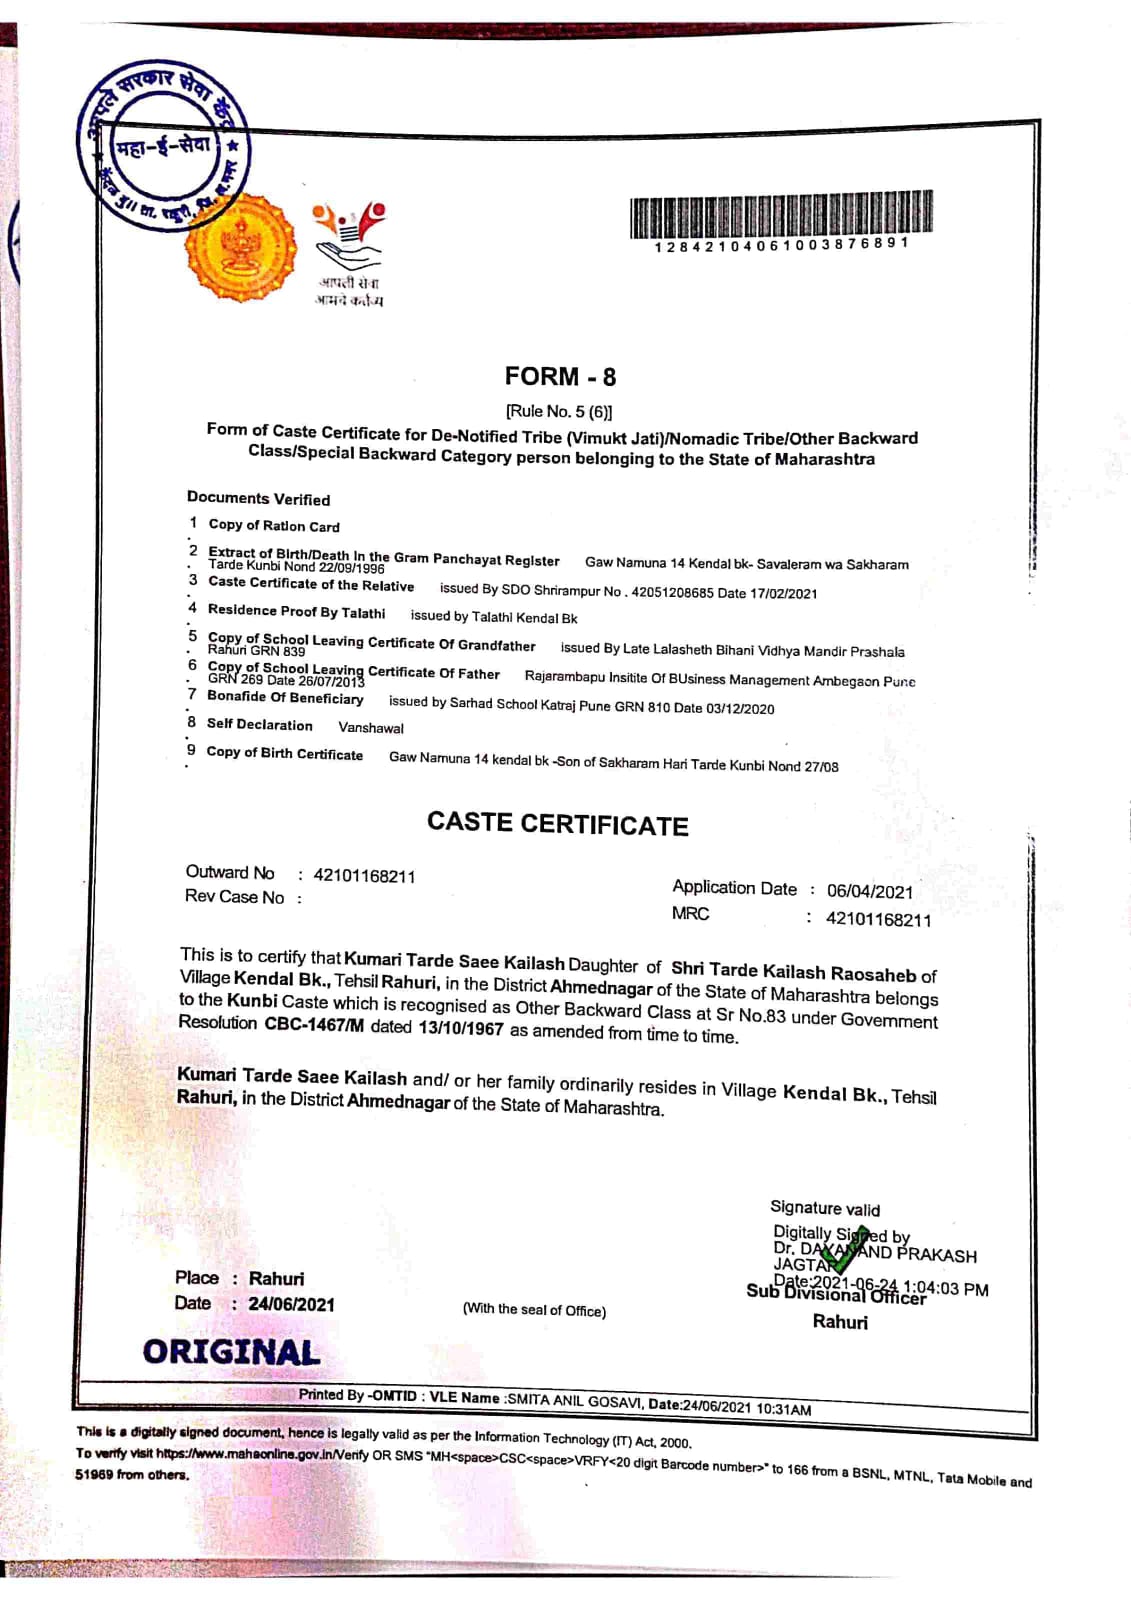 आपले सरकार सेवा केंद्र
महा-ई-सेवा
ता. राहुरी, जि. अ.नगर
आपली सेवा
आमचे कर्तव्य
12842104061003876891
FORM - 8
[Rule No. 5 (6)]
Form of Caste Certificate for De-Notified Tribe (Vimukt Jati)/Nomadic Tribe/Other Backward
Class/Special Backward Category person belonging to the State of Maharashtra
Documents Verified
1 . Copy of Ration Card
2 . Extract of Birth/Death In the Gram Panchayat Register Gaw Namuna 14 Kendal bk- Savaleram wa Sakharam
Tarde Kunbi Nond 22/09/1996
3 . Caste Certificate of the Relative issued By SDO Shrirampur No . 42051208685 Date 17/02/2021
4 . Residence Proof By Talathi issued by Talathi Kendal Bk
5 . Copy of School Leaving Certificate Of Grandfather issued By Late Lalasheth Bihani Vidhya Mandir Prashala
Rahuri GRN 839
6 . Copy of School Leaving Certificate Of Father Rajarambapu Insitite Of BUsiness Management Ambegaon Pune
GRN 269 Date 26/07/2013
7 . Bonafide Of Beneficiary issued by Sarhad School Katraj Pune GRN 810 Date 03/12/2020
8 . Self Declaration Vanshawal
9 . Copy of Birth Certificate Gaw Namuna 14 kendal bk -Son of Sakharam Hari Tarde Kunbi Nond 27/08
CASTE CERTIFICATE
Outward No : 42101168211
Rev Case No :
Application Date : 06/04/2021
MRC : 42101168211
This is to certify that Kumari Tarde Saee Kailash Daughter of Shri Tarde Kailash Raosaheb of
Village Kendal Bk., Tehsil Rahuri, in the District Ahmednagar of the State of Maharashtra belongs
to the Kunbi Caste which is recognised as Other Backward Class at Sr No.83 under Government
Resolution CBC-1467/M dated 13/10/1967 as amended from time to time.
Kumari Tarde Saee Kailash and/ or her family ordinarily resides in Village Kendal Bk., Tehsil
Rahuri, in the District Ahmednagar of the State of Maharashtra.
Signature valid
Digitally Signed by
Dr. DAYANAND PRAKASH
JAGTAP
Date:2021-06-24 1:04:03 PM
Sub Divisional Officer
Rahuri
Place : Rahuri
Date : 24/06/2021
(With the seal of Office)
ORIGINAL
Printed By -OMTID : VLE Name :SMITA ANIL GOSAVI, Date:24/06/2021 10:31AM
This is a digitally signed document, hence is legally valid as per the Information Technology (IT) Act, 2000.
To verify visit https://www.mahaonline.gov.in/Verify OR SMS "MH<space>CSC<space>VRFY<20 digit Barcode number>" to 166 from a BSNL, MTNL, Tata Mobile and
51969 from others.